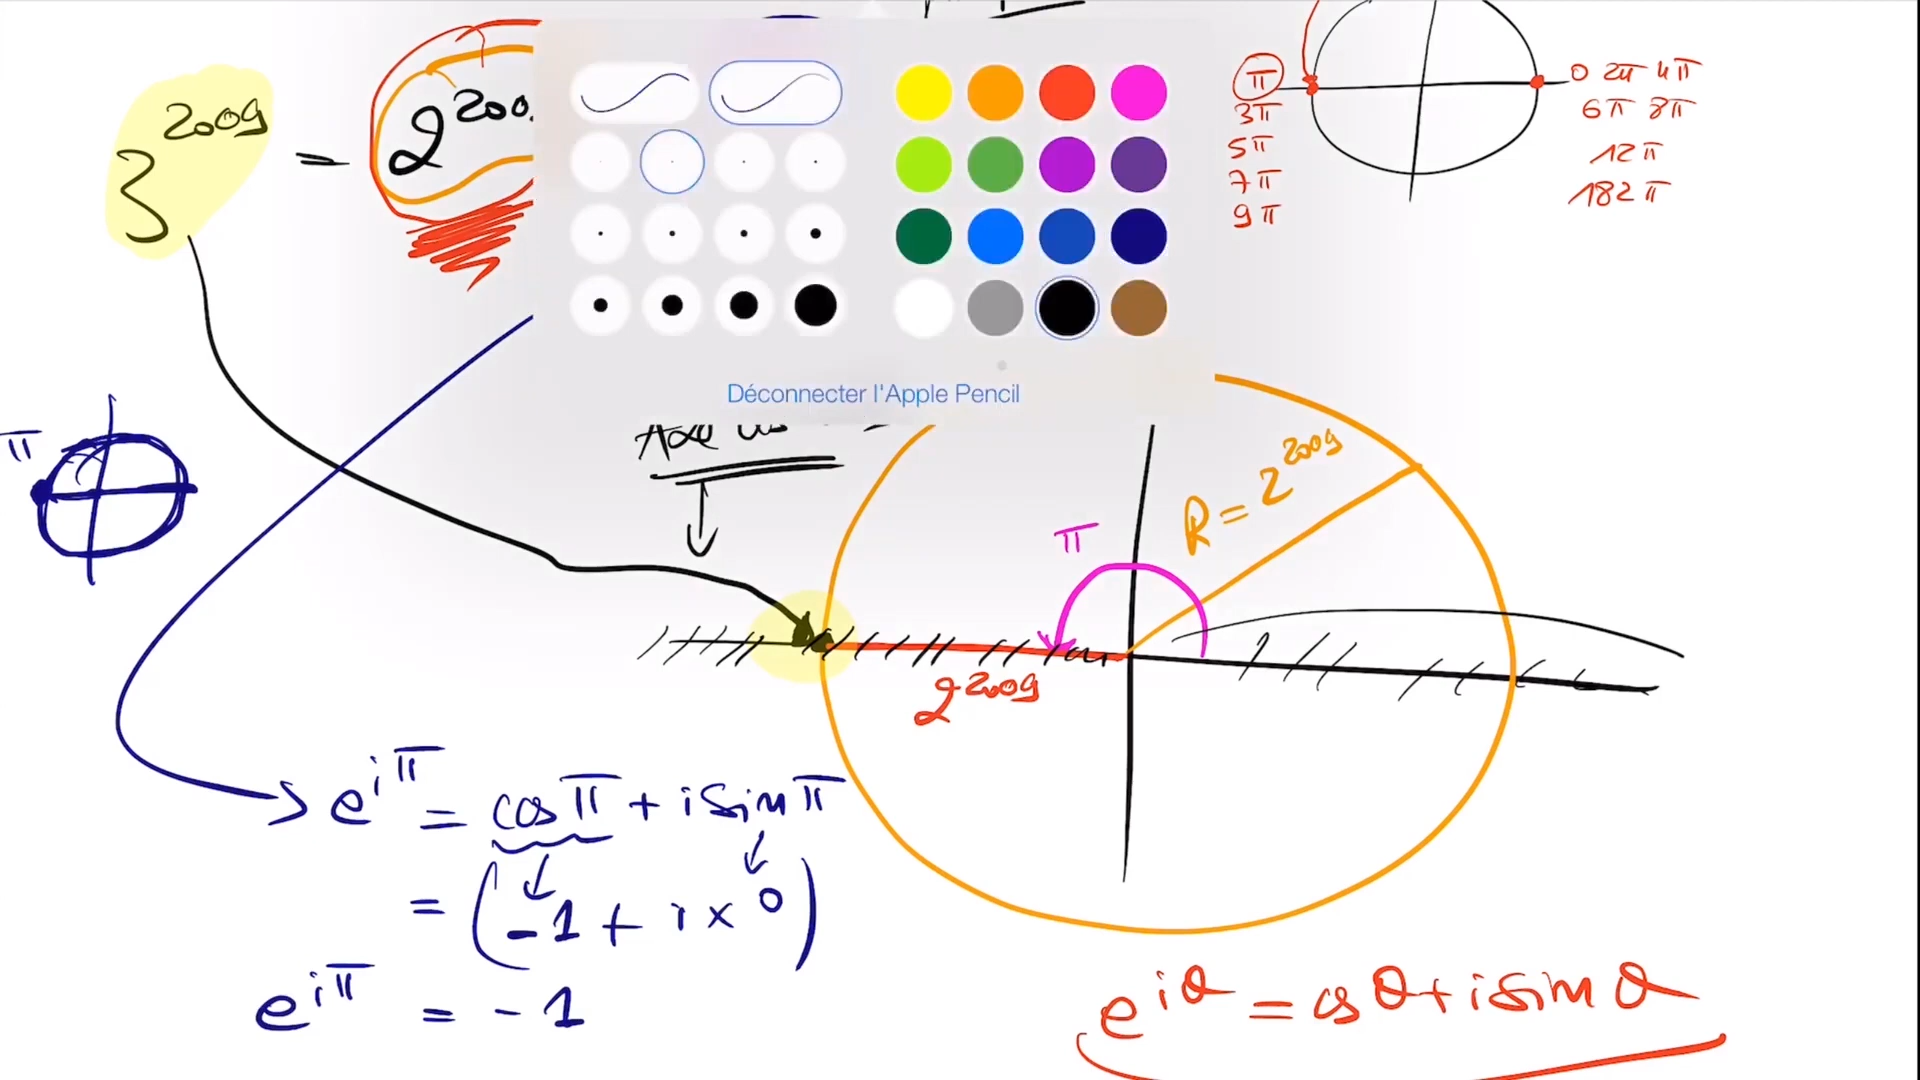 3^2009 = 2^200
π
3π
5π
7π
9π
0 2π 4π
6π 8π
12π
182π
Déconnecter l'Apple Pencil
π
π
R = 2^2009
2^2009
e^iπ = cos π + i sin π
= (-1 + i × 0)
e^iπ = -1
e^iθ = cos θ + i sin θ